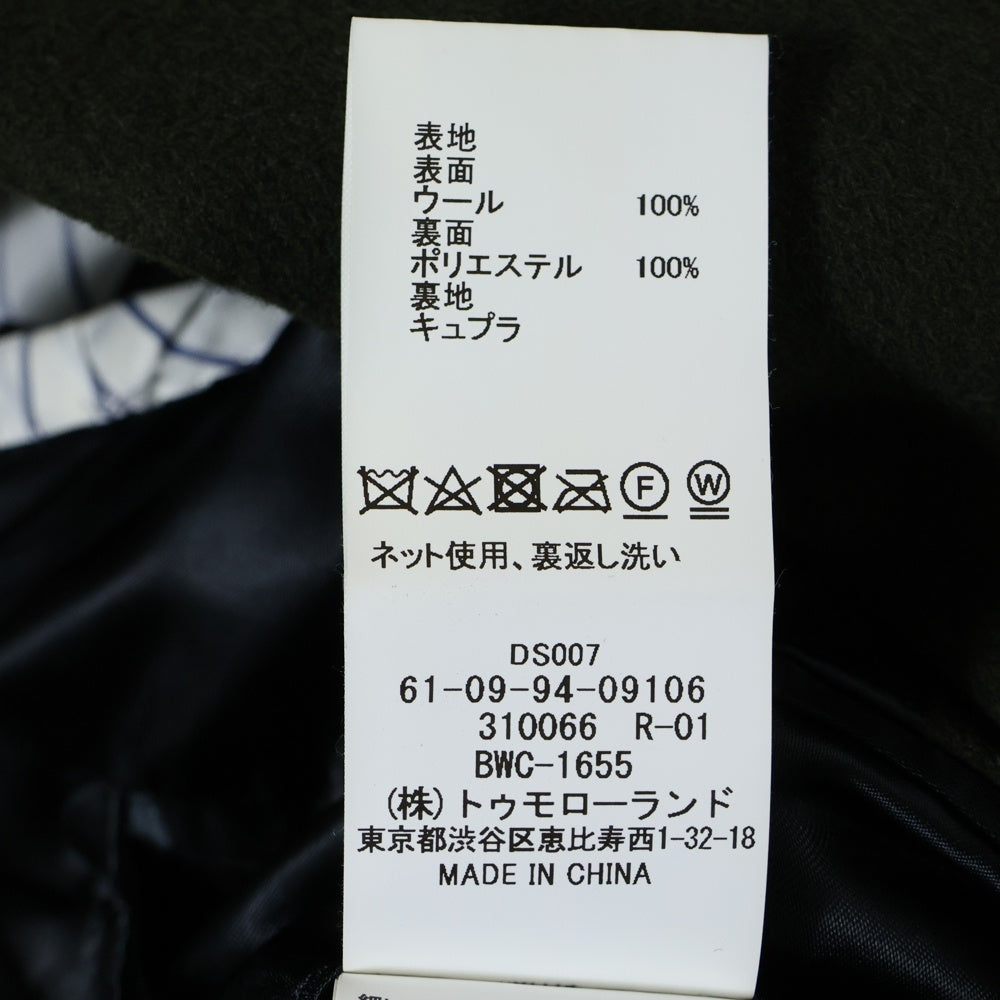 表地
表面
ウール 100%
裏面
ポリエステル 100%
裏地
キュプラ
F W
ネット使用、裏返し洗い
DS007
61-09-94-09106
310066 R-01
BWC-1655
(株)トゥモローランド
東京都渋谷区恵比寿西1-32-18
MADE IN CHINA